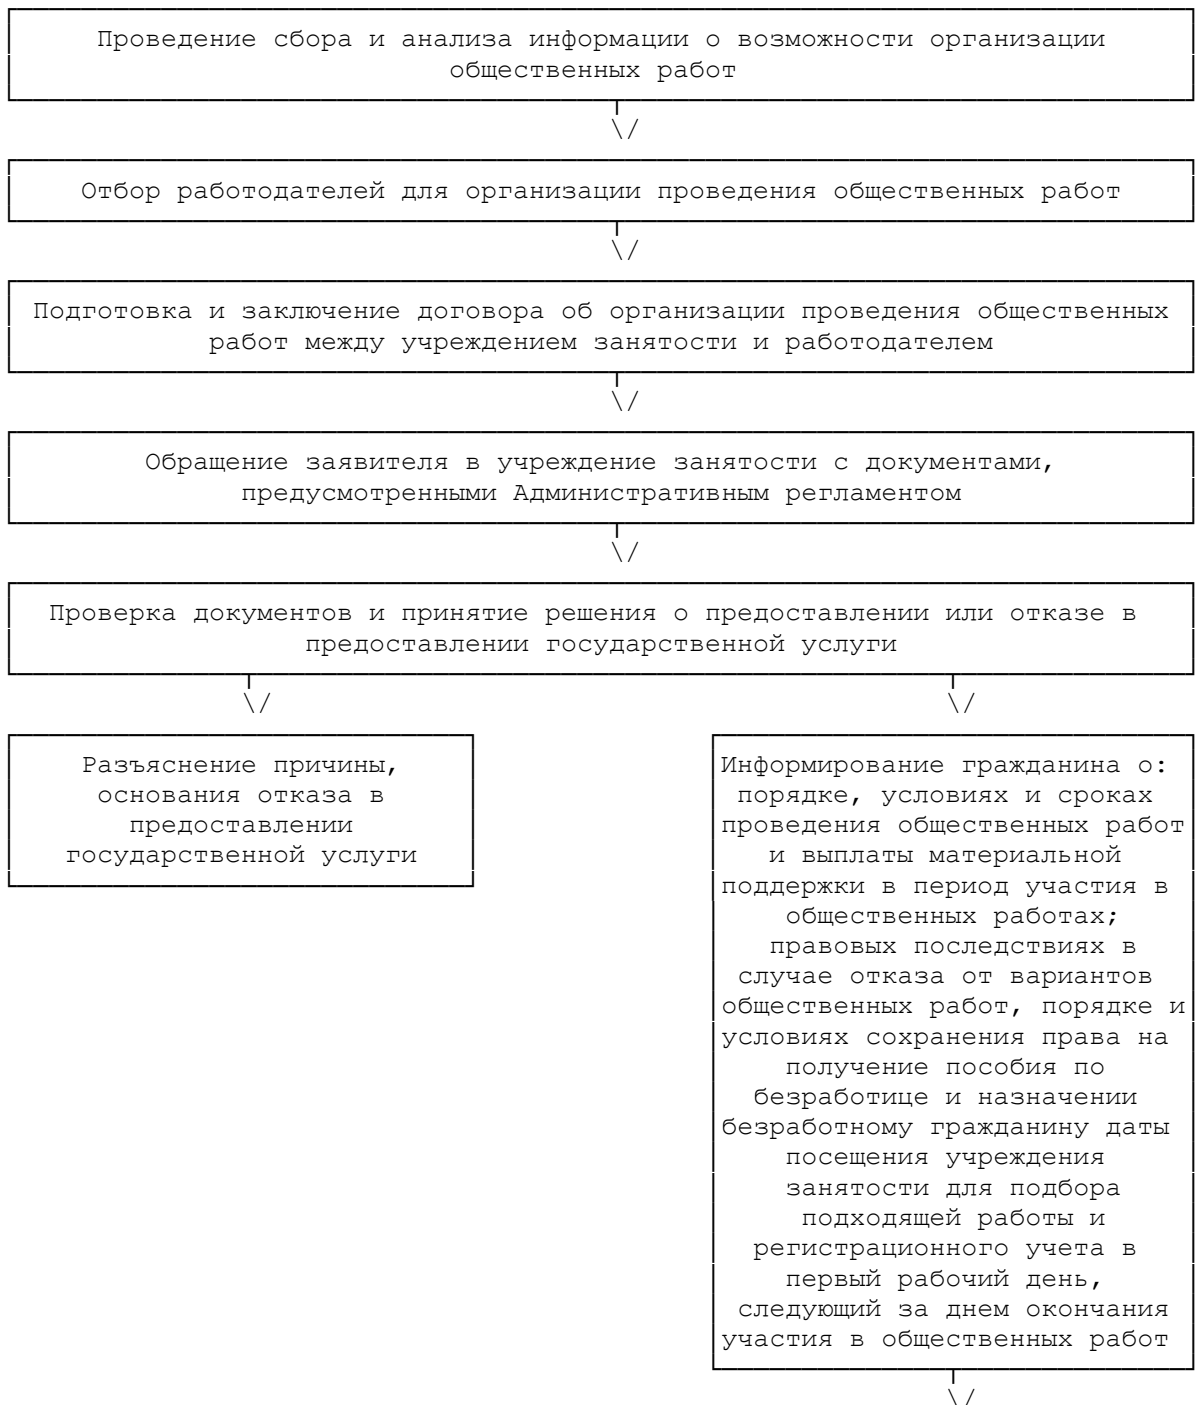 Проведение сбора и анализа информации о возможности организации
общественных работ
\/
Отбор работодателей для организации проведения общественных работ
\/
Подготовка и заключение договора об организации проведения общественных
работ между учреждением занятости и работодателем
\/
Обращение заявителя в учреждение занятости с документами,
предусмотренными Административным регламентом
\/
Проверка документов и принятие решения о предоставлении или отказе в
предоставлении государственной услуги
\/ \/
Разъяснение причины,
основания отказа в
предоставлении
государственной услуги
Информирование гражданина о:
порядке, условиях и сроках
проведения общественных работ
и выплаты материальной
поддержки в период участия в
общественных работах;
правовых последствиях в
случае отказа от вариантов
общественных работ, порядке и
условиях сохранения права на
получение пособия по
безработице и назначении
безработному гражданину даты
посещения учреждения
занятости для подбора
подходящей работы и
регистрационного учета в
первый рабочий день,
следующий за днем окончания
участия в общественных работ
\/